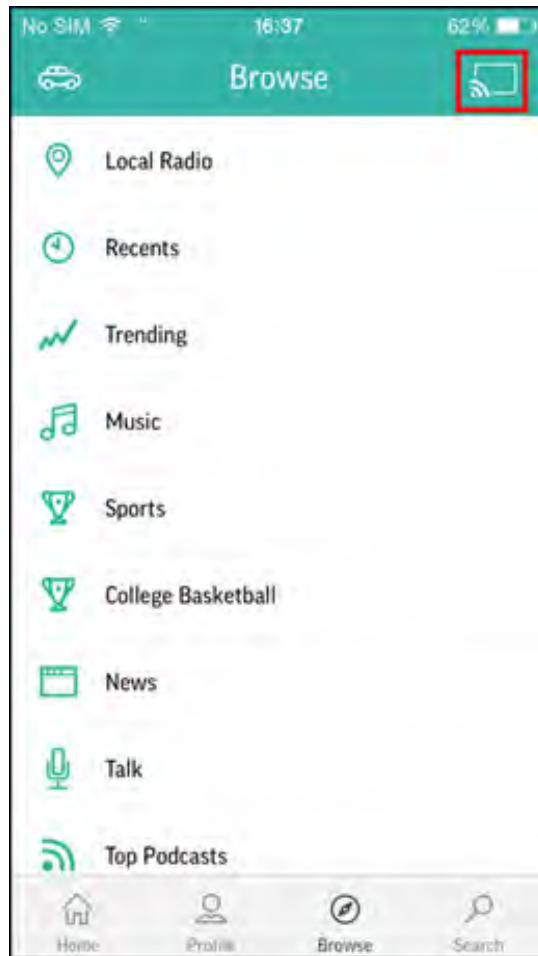 No SIM 16:37 62%
Browse
Local Radio
Recents
Trending
Music
Sports
College Basketball
News
Talk
Top Podcasts
Home Profile Browse Search